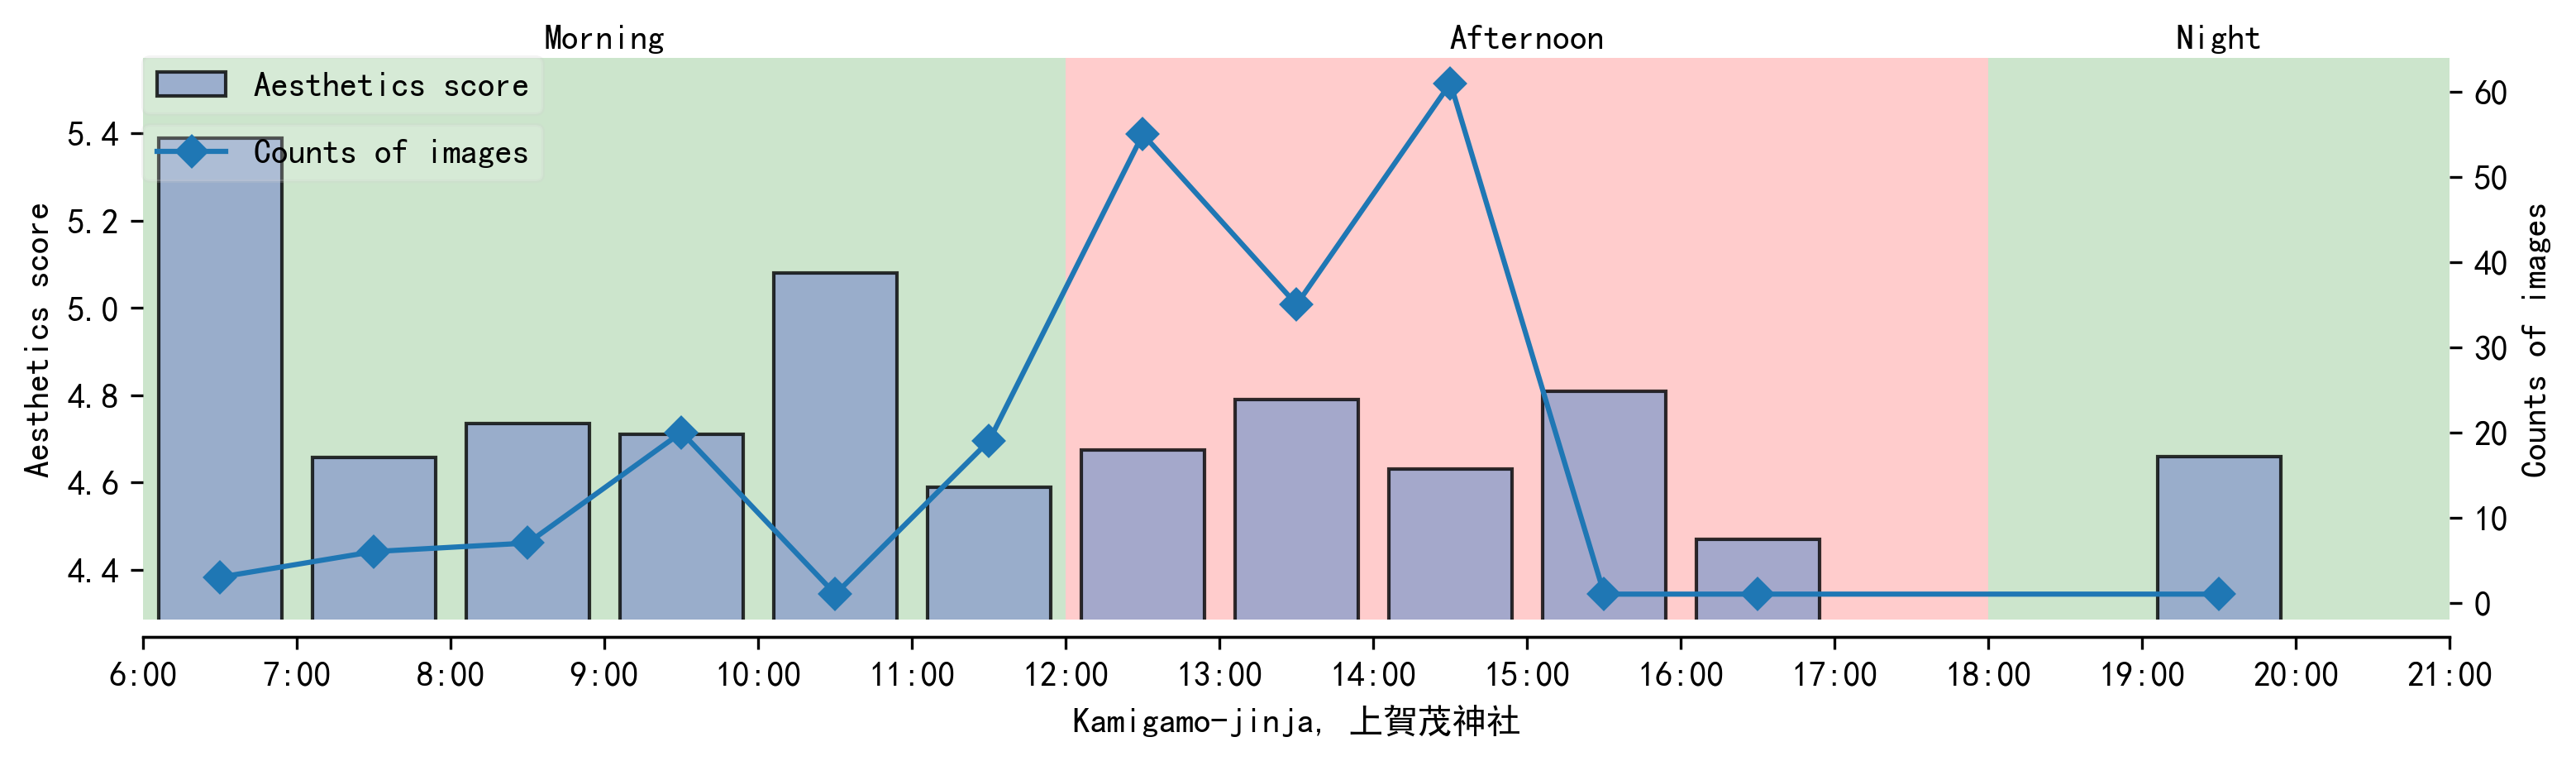 Morning Afternoon Night
Aesthetics score
Counts of images
Aesthetics score
5.4
5.2
5.0
4.8
4.6
4.4
60
50
40
30
20
10
0
Counts of images
6:00 7:00 8:00 9:00 10:00 11:00 12:00 13:00 14:00 15:00 16:00 17:00 18:00 19:00 20:00 21:00
Kamigamo-jinja, 上賀茂神社